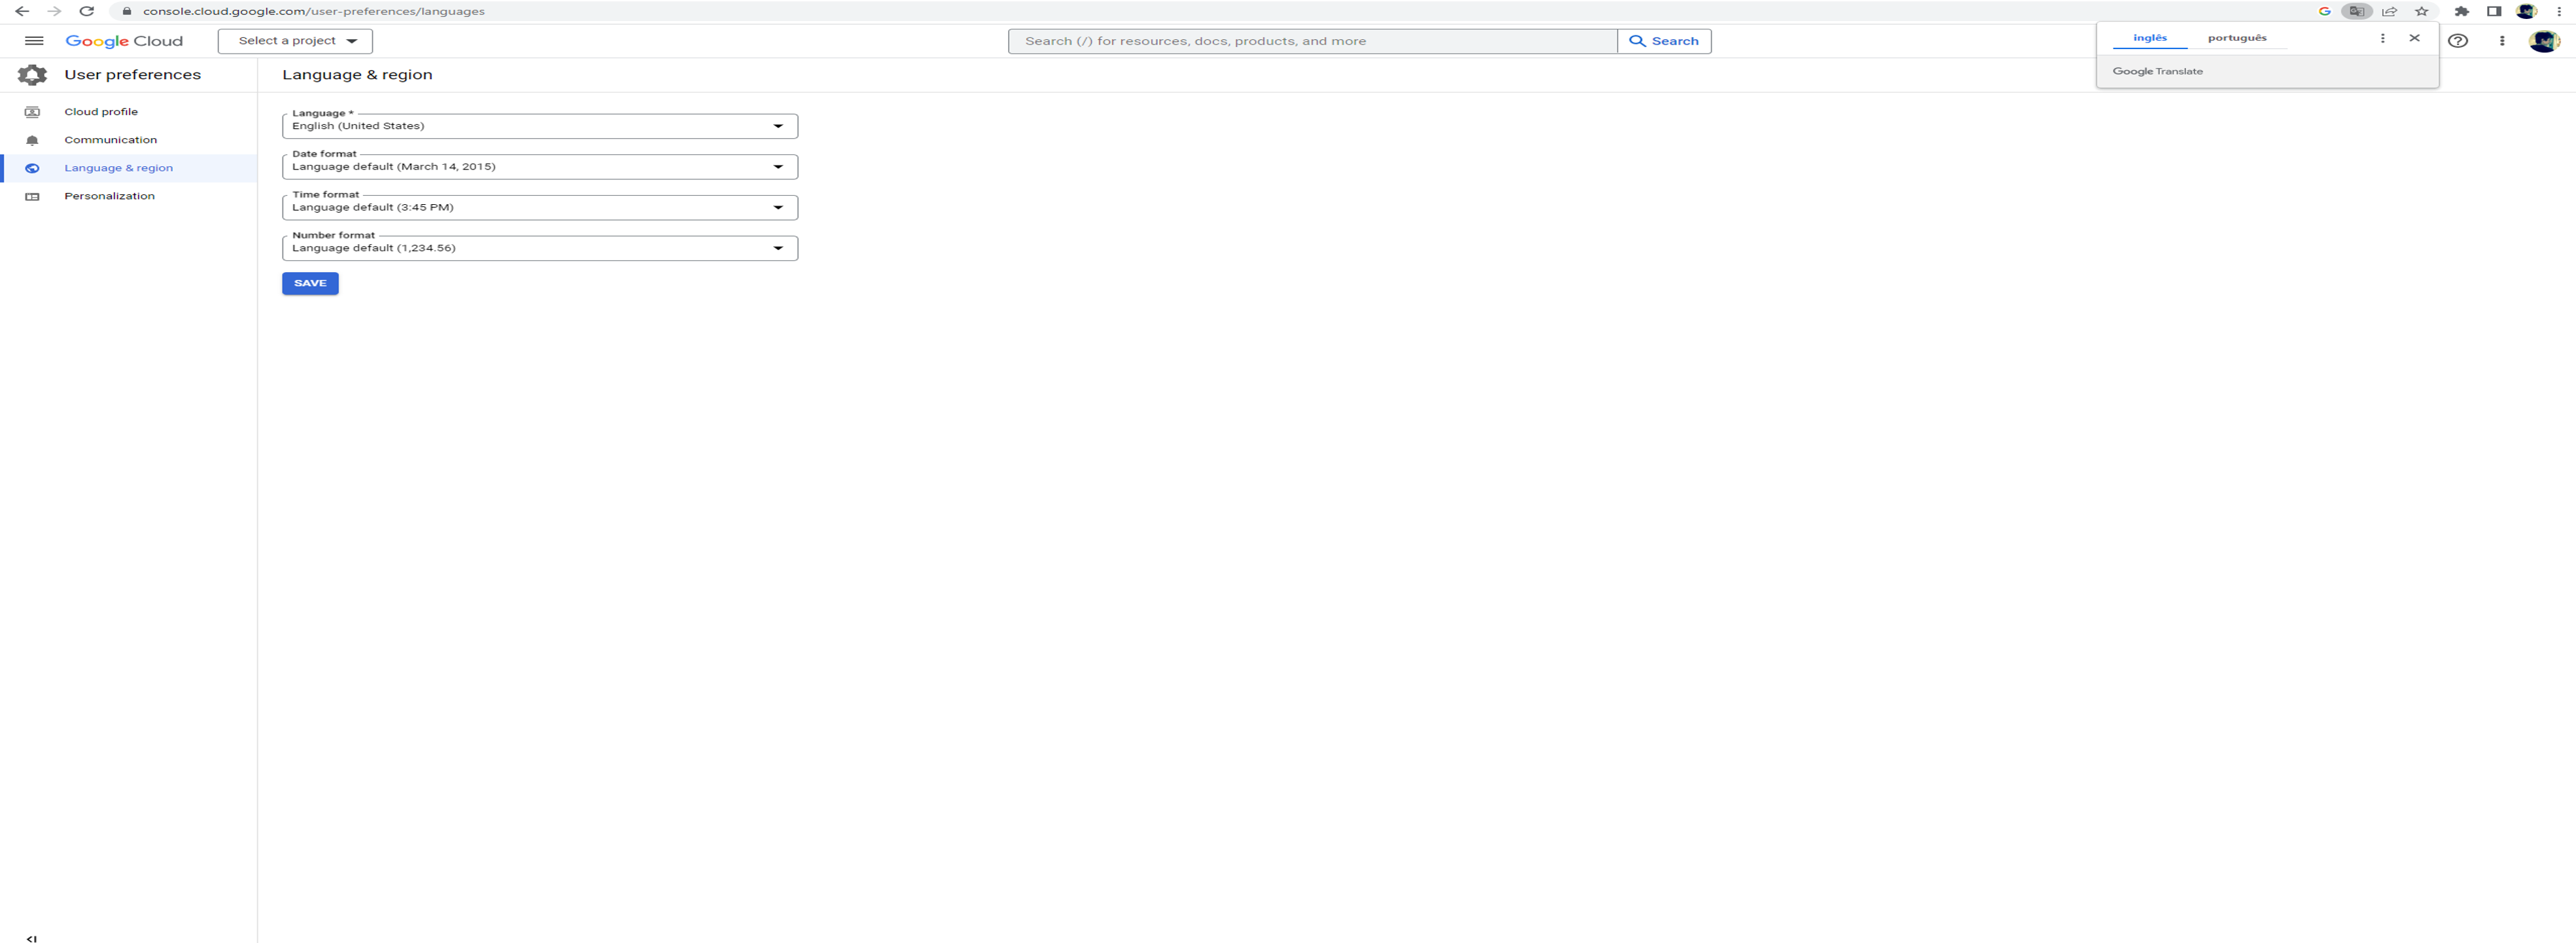 console.cloud.google.com/user-preferences/languages
inglês português
Google Cloud Select a project Search (/) for resources, docs, products, and more Search
Google Translate
User preferences Language & region
Cloud profile
Communication
Language & region
Personalization
Language *
English (United States)
Date format
Language default (March 14, 2015)
Time format
Language default (3:45 PM)
Number format
Language default (1,234.56)
SAVE